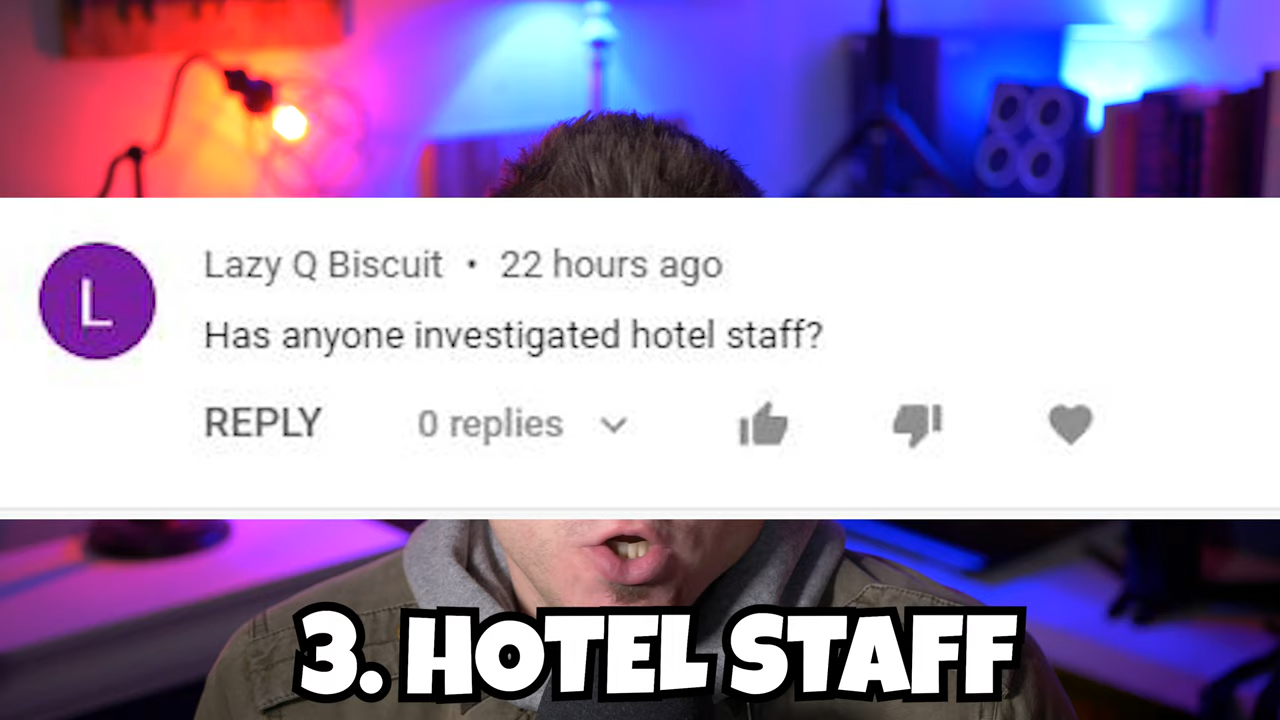 L
Lazy Q Biscuit • 22 hours ago
Has anyone investigated hotel staff?
REPLY 0 replies
3. HOTEL STAFF